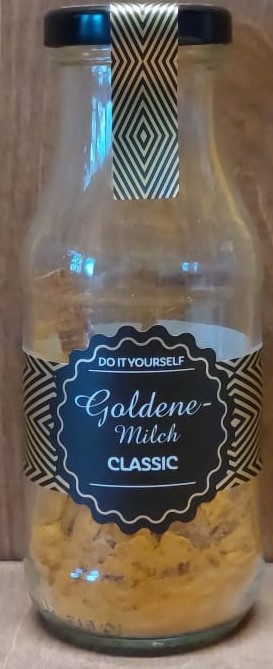 DO IT YOURSELF
Goldene-
Milch
CLASSIC